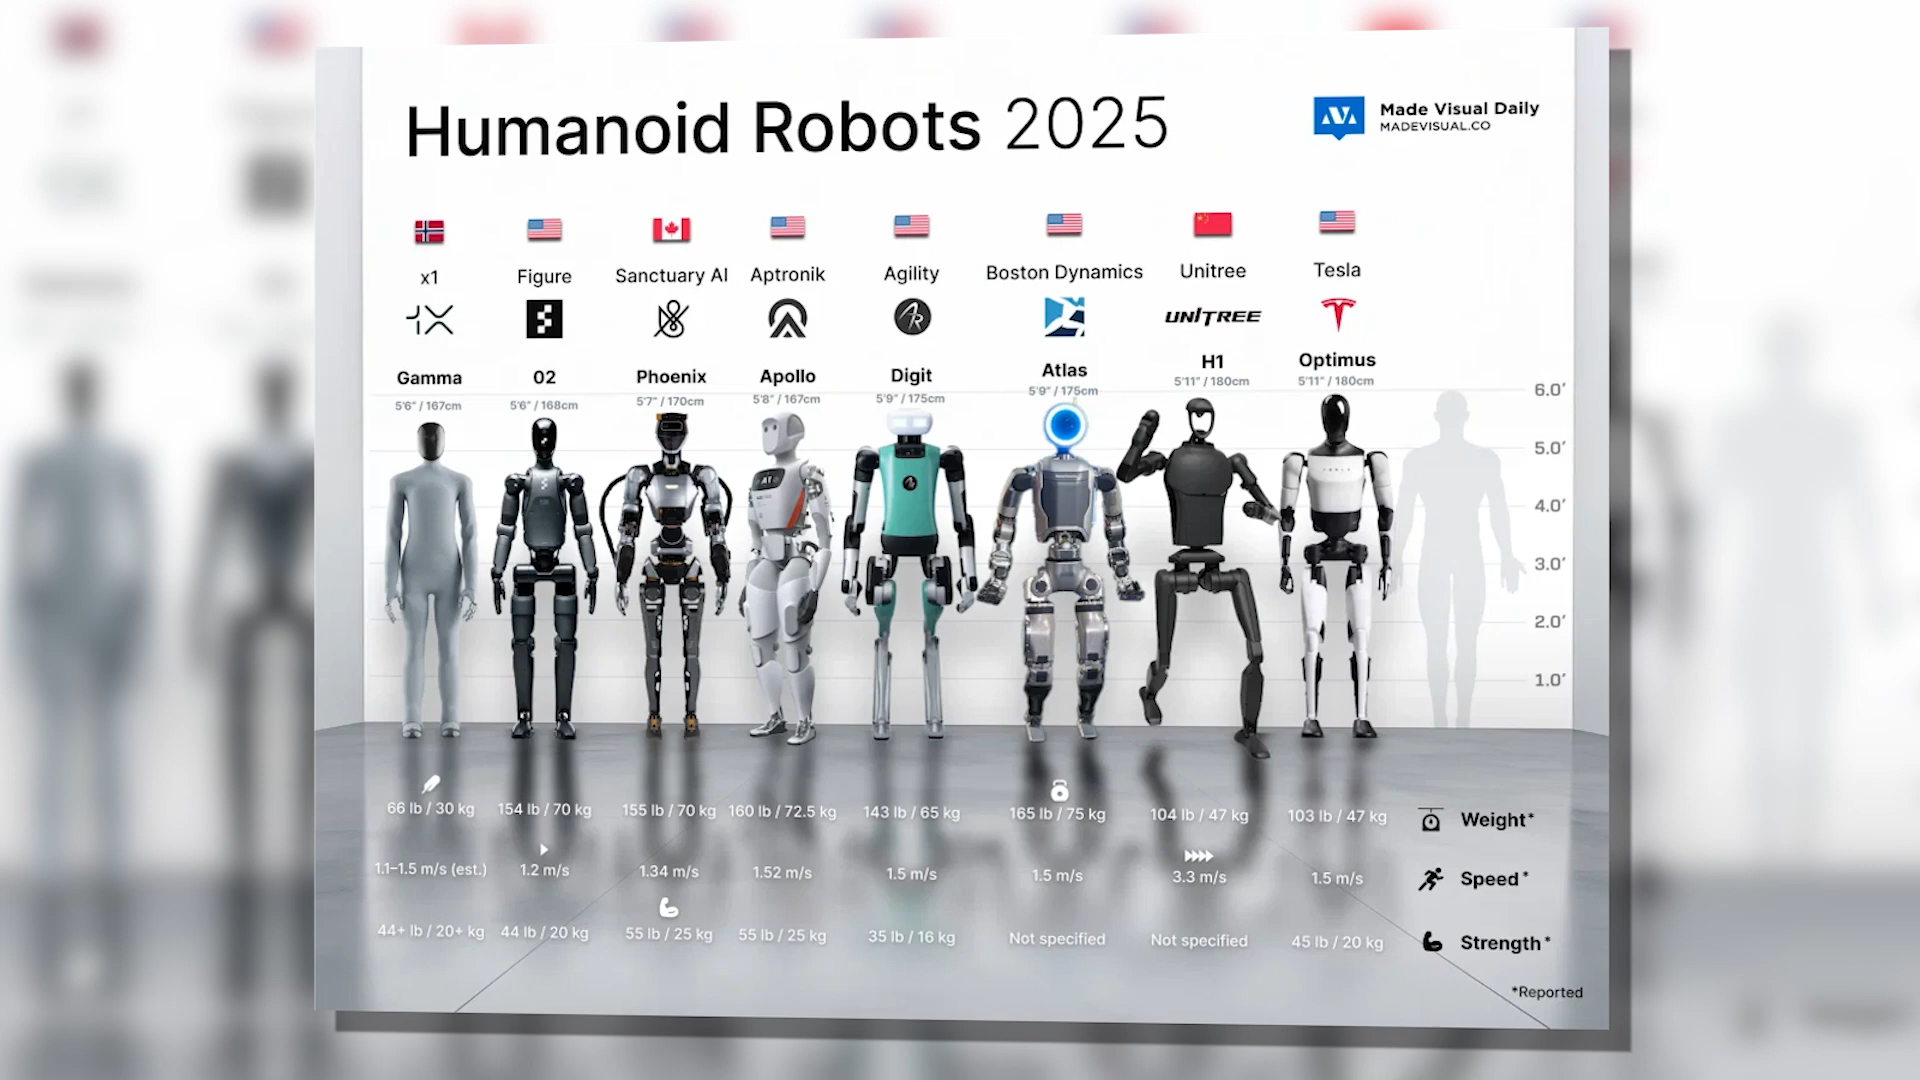 Humanoid Robots 2025
Made Visual Daily
MADEVISUAL.CO
x1
Figure
Sanctuary AI
Aptronik
Agility
Boston Dynamics
Unitree
Tesla
1X
AR
UNITREE
Gamma
02
Phoenix
Apollo
Digit
Atlas
H1
Optimus
5'6" / 167cm
5'6" / 168cm
5'7" / 170cm
5'8" / 167cm
5'9" / 175cm
5'9" / 175cm
5'11" / 180cm
5'11" / 180cm
6.0'
5.0'
4.0'
3.0'
2.0'
1.0'
TESLA
66 lb / 30 kg
154 lb / 70 kg
155 lb / 70 kg
160 lb / 72.5 kg
143 lb / 65 kg
165 lb / 75 kg
104 lb / 47 kg
103 lb / 47 kg
Weight*
1.1–1.5 m/s (est.)
1.2 m/s
1.34 m/s
1.52 m/s
1.5 m/s
1.5 m/s
3.3 m/s
1.5 m/s
Speed*
44+ lb / 20+ kg
44 lb / 20 kg
55 lb / 25 kg
55 lb / 25 kg
35 lb / 16 kg
Not specified
Not specified
45 lb / 20 kg
Strength*
*Reported